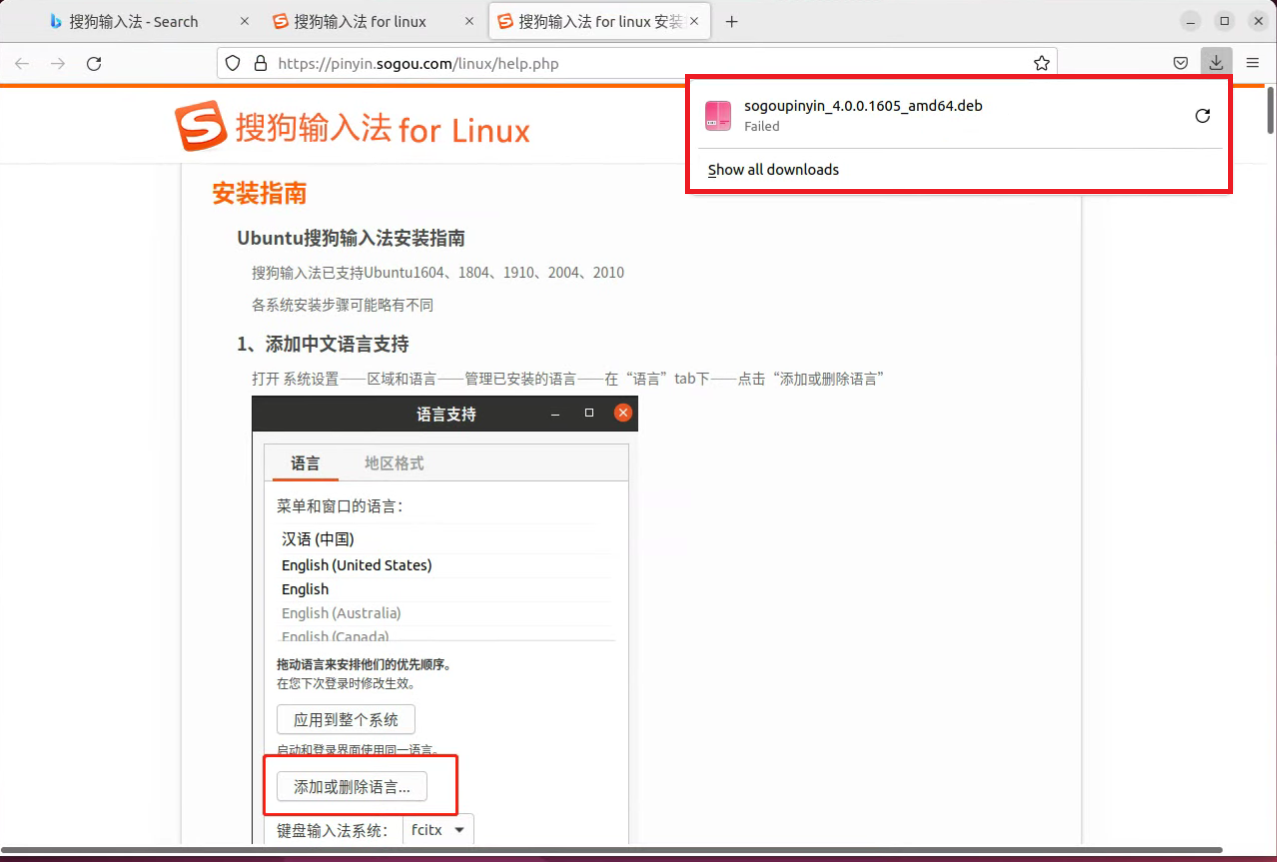 搜狗输入法 - Search
搜狗输入法 for linux
搜狗输入法 for linux 安装
https://pinyin.sogou.com/linux/help.php
sogoupinyin_4.0.0.1605_amd64.deb
Failed
Show all downloads
搜狗输入法 for Linux
安装指南
Ubuntu搜狗输入法安装指南
搜狗输入法已支持Ubuntu1604、1804、1910、2004、2010
各系统安装步骤可能略有不同
1、添加中文语言支持
打开 系统设置——区域和语言——管理已安装的语言——在“语言”tab下——点击“添加或删除语言”
语言支持
语言
地区格式
菜单和窗口的语言：
汉语 (中国)
English (United States)
English
English (Australia)
English (Canada)
拖动语言来安排他们的优先顺序。
在您下次登录时修改生效。
应用到整个系统
启动和登录界面使用同一语言。
添加或删除语言...
键盘输入法系统：
fcitx